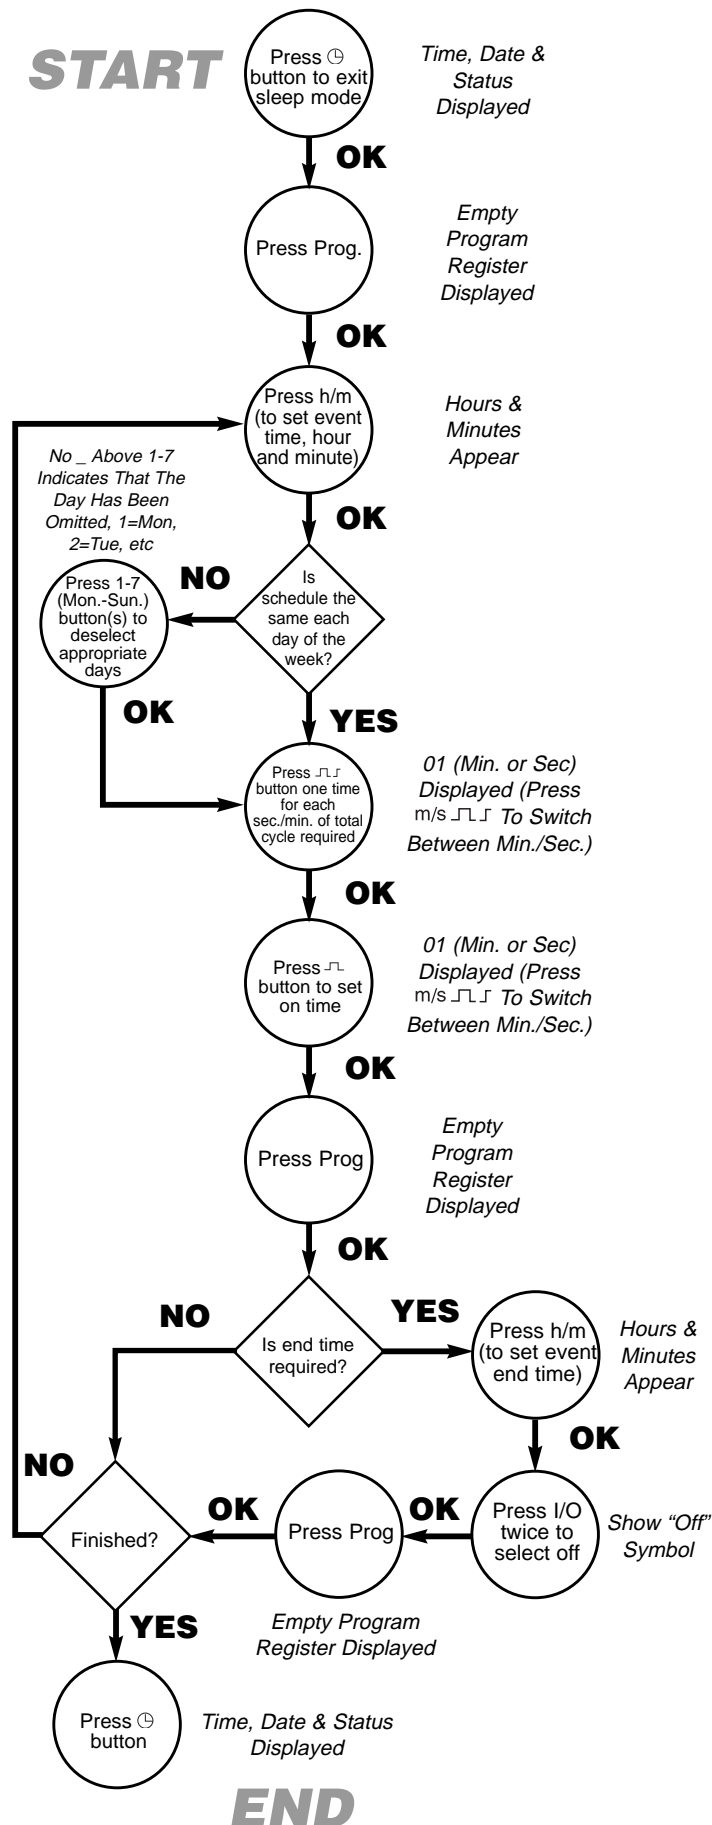 START
Press
button to exit
sleep mode
Time, Date &
Status
Displayed
OK
Press Prog.
Empty
Program
Register
Displayed
OK
Press h/m
(to set event
time, hour
and minute)
Hours &
Minutes
Appear
No _ Above 1-7
Indicates That The
Day Has Been
Omitted, 1=Mon,
2=Tue, etc
OK
Is
schedule the
same each
day of the
week?
NO
Press 1-7
(Mon.-Sun.)
button(s) to
deselect
appropriate
days
OK
YES
Press
button one time
for each
sec./min. of total
cycle required
01 (Min. or Sec)
Displayed (Press
m/s To Switch
Between Min./Sec.)
OK
Press
button to set
on time
01 (Min. or Sec)
Displayed (Press
m/s To Switch
Between Min./Sec.)
OK
Press Prog
Empty
Program
Register
Displayed
OK
Is end time
required?
NO
YES
Press h/m
(to set event
end time)
Hours &
Minutes
Appear
OK
Press I/O
twice to
select off
Show “Off”
Symbol
OK
Press Prog
Empty Program
Register Displayed
OK
Finished?
NO
YES
Press
button
Time, Date & Status
Displayed
END